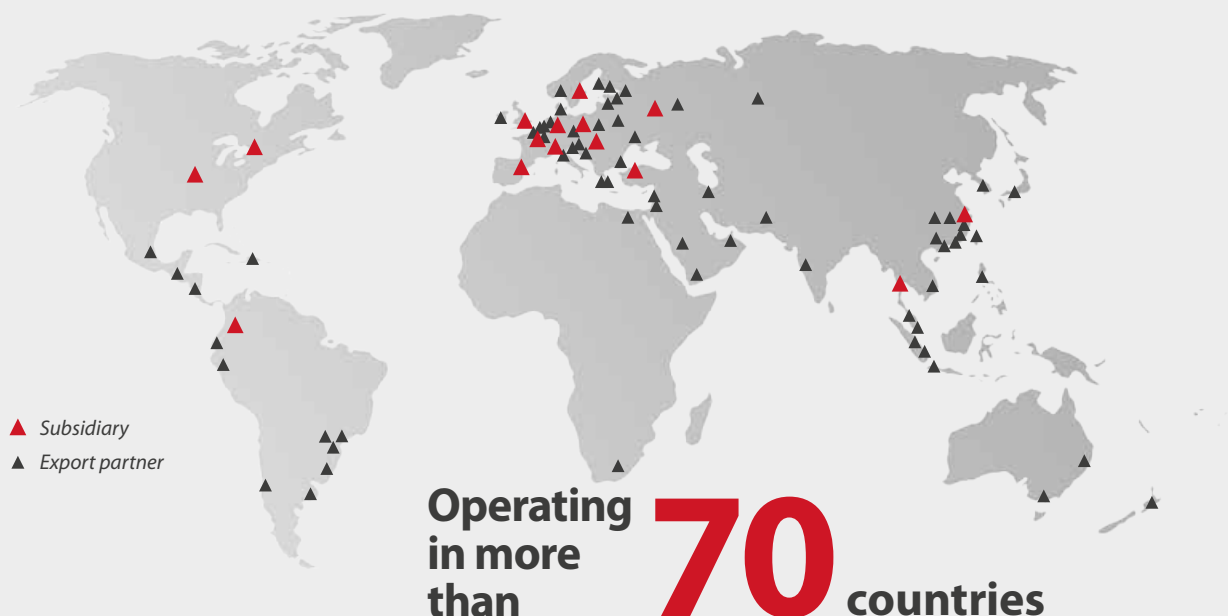 Subsidiary
Export partner
Operating
in more
than
70
countries